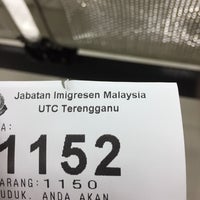 Jabatan Imigresen Malaysia
UTC Terengganu
A:
1152
ARANG: 1150
UDUK. ANDA AKAN